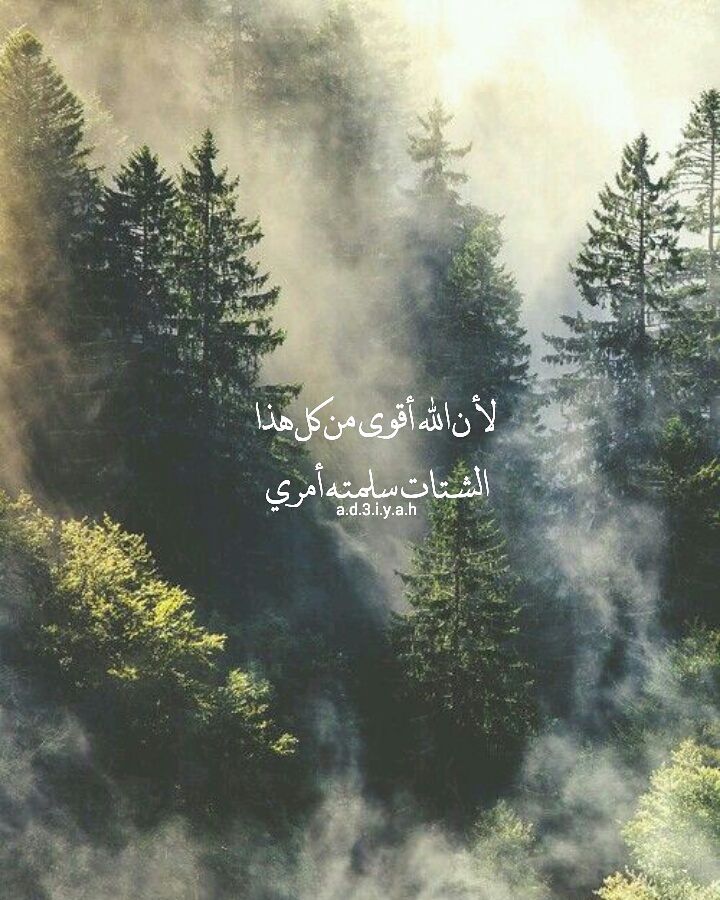 لأن الله أقوى من كل هذا
الشتات سلمته أمري
a.d.3.i.y.a.h